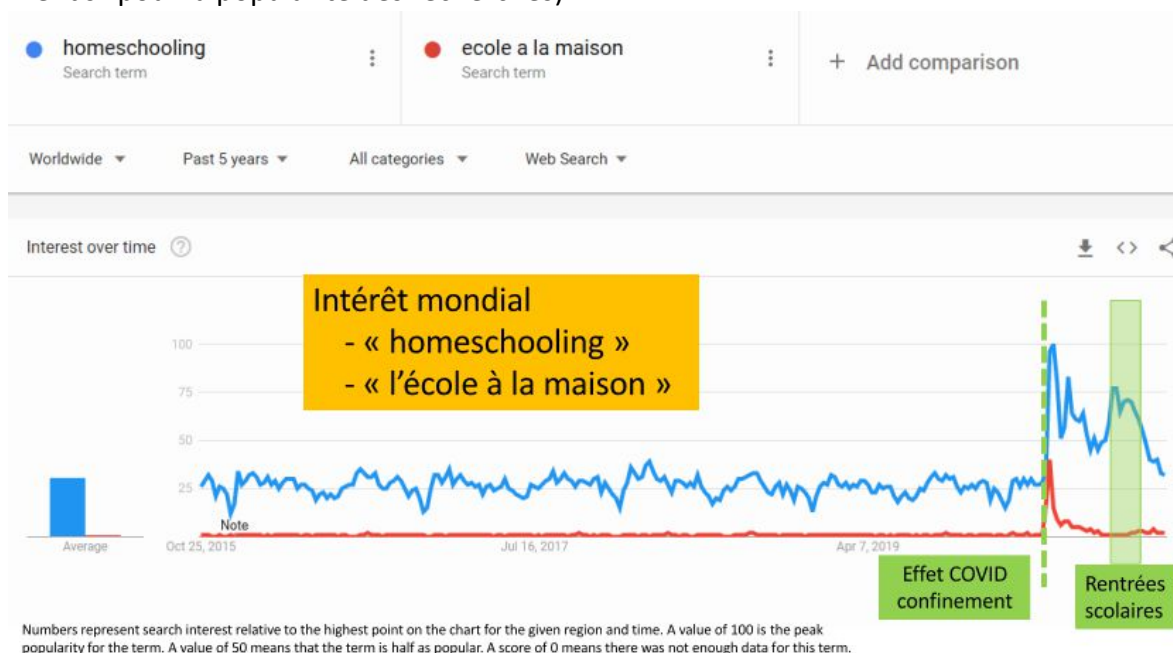 homeschooling
Search term
ecole a la maison
Search term
+ Add comparison
Worldwide
Past 5 years
All categories
Web Search
Interest over time
Intérêt mondial
- « homeschooling »
- « l’école à la maison »
100
75
50
25
Note
Average
Oct 25, 2015
Jul 16, 2017
Apr 7, 2019
Effet COVID
confinement
Rentrées
scolaires
Numbers represent search interest relative to the highest point on the chart for the given region and time. A value of 100 is the peak
popularity for the term. A value of 50 means that the term is half as popular. A score of 0 means there was not enough data for this term.